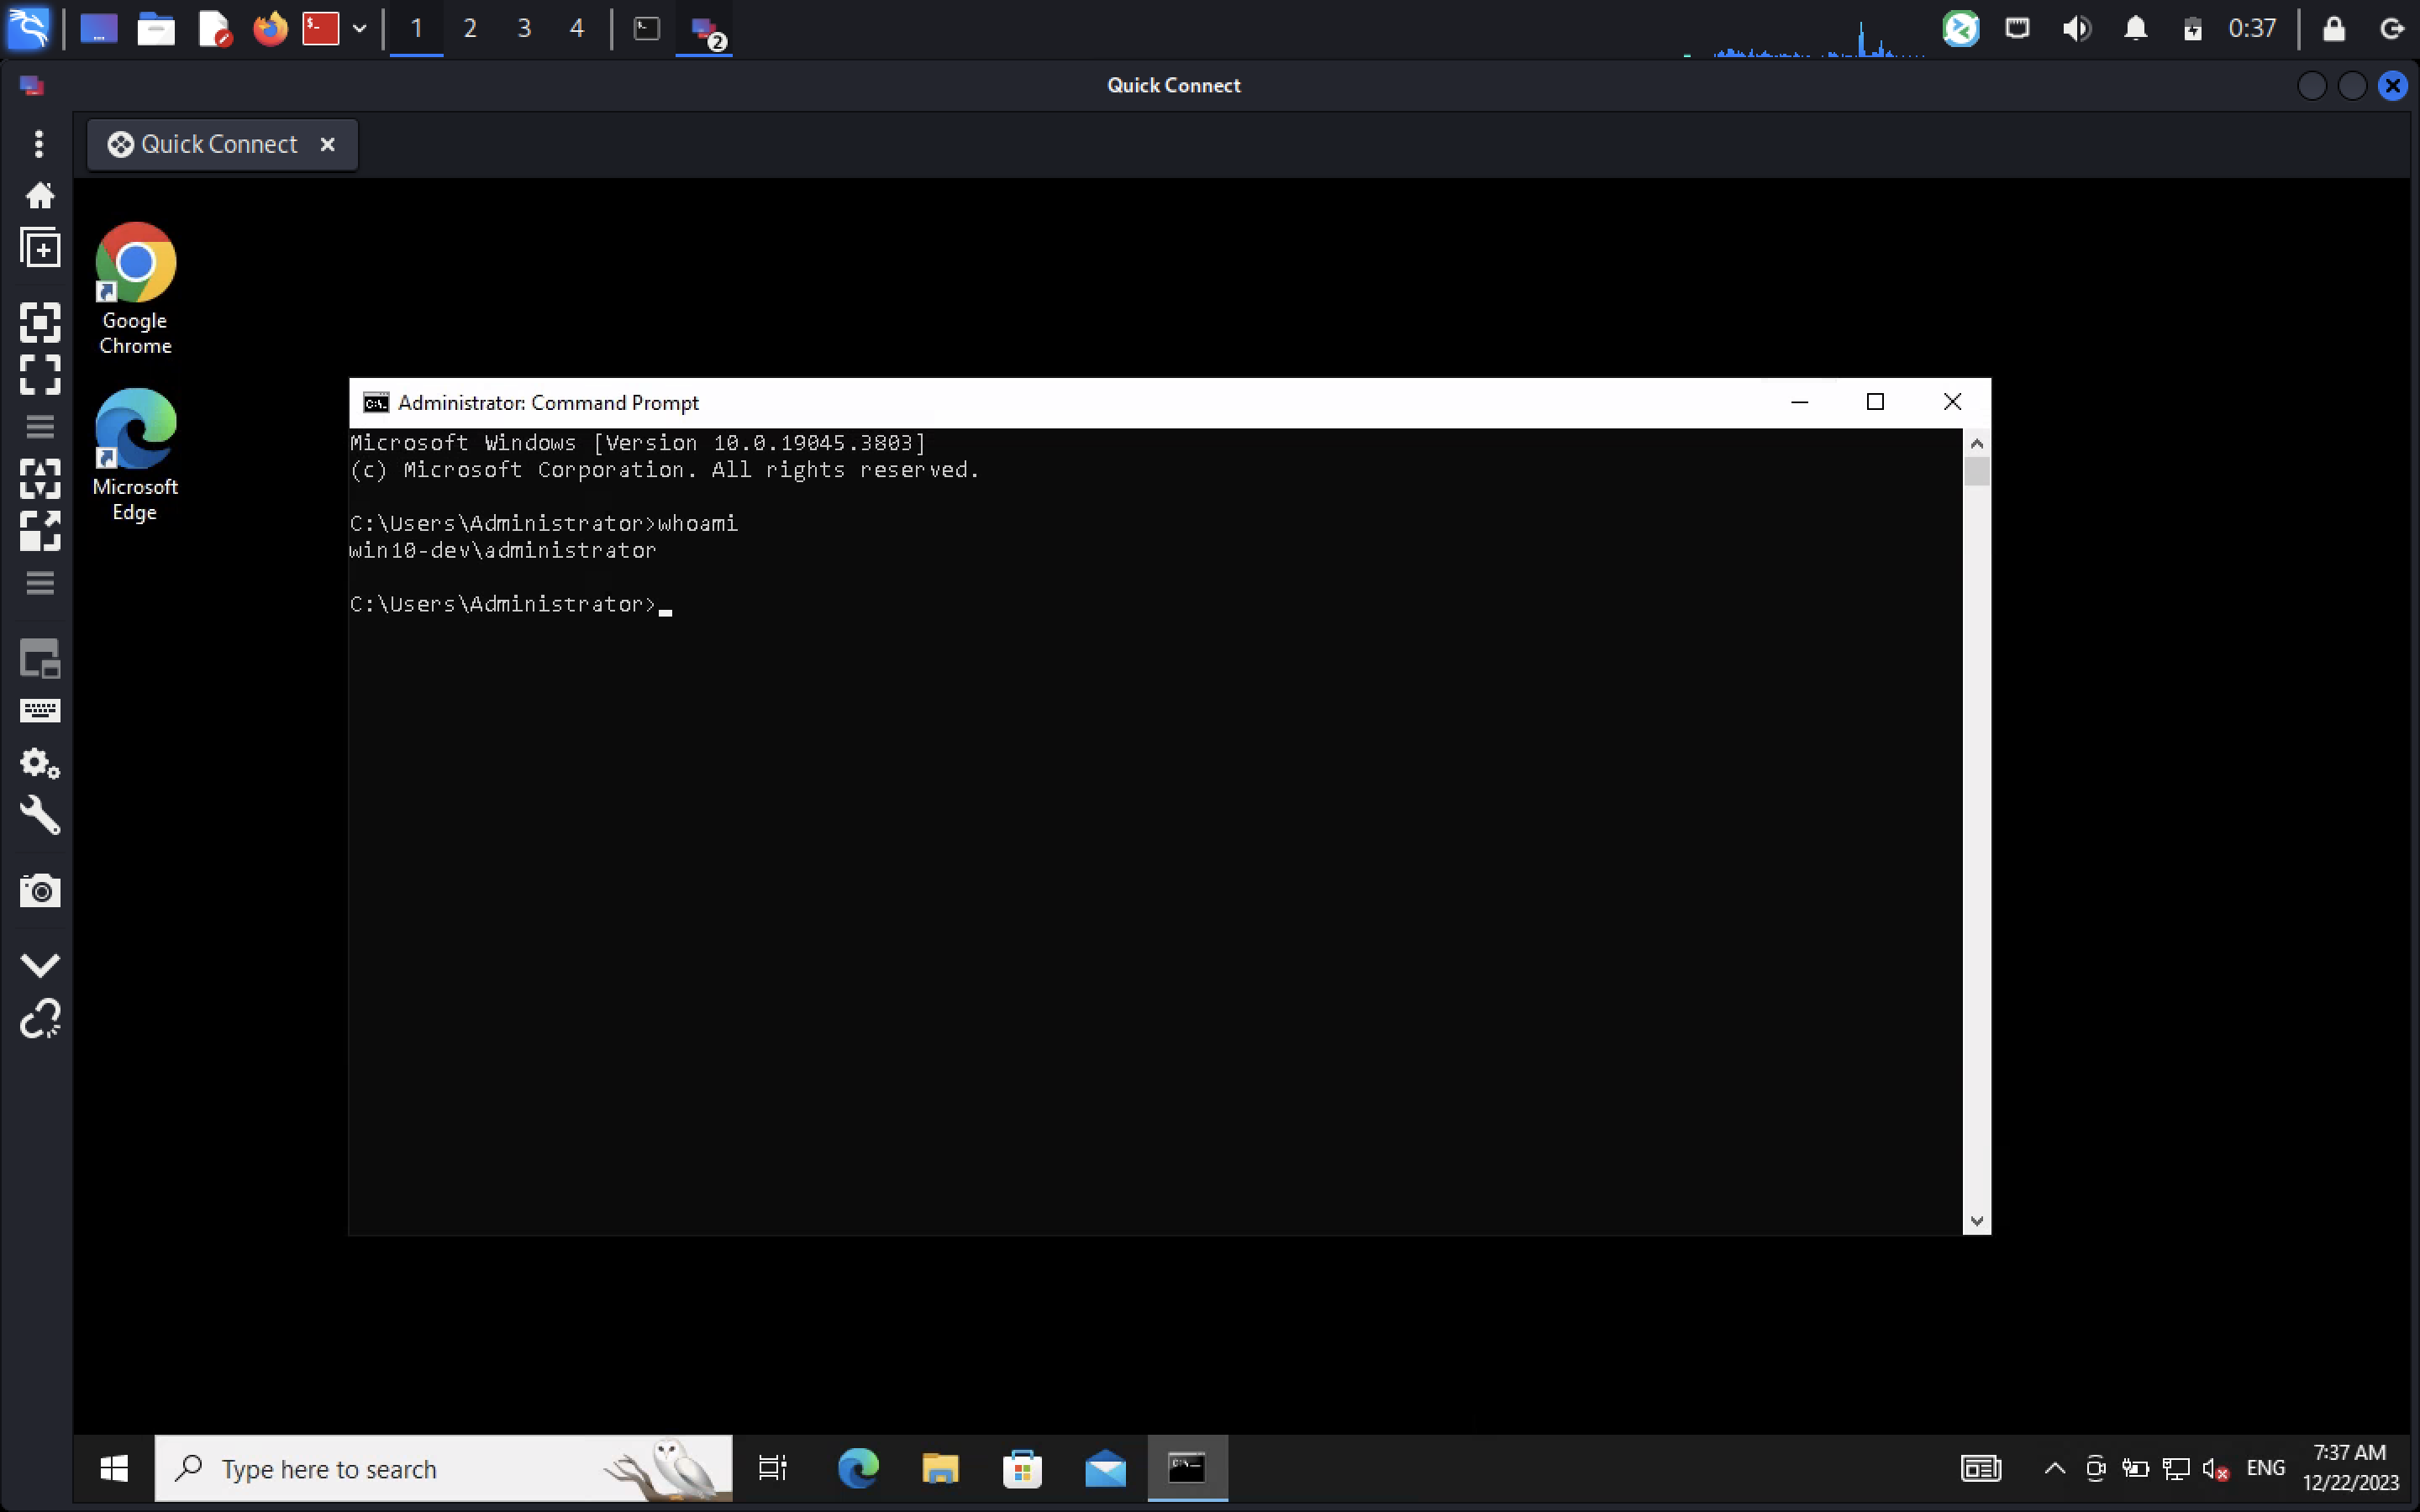 1 2 3 4
2
0:37
Quick Connect
Quick Connect
Google
Chrome
Microsoft
Edge
Administrator: Command Prompt
Microsoft Windows [Version 10.0.19045.3803]
(c) Microsoft Corporation. All rights reserved.
C:\Users\Administrator>whoami
win10-dev\administrator
C:\Users\Administrator>
Type here to search
ENG
7:37 AM
12/22/2023